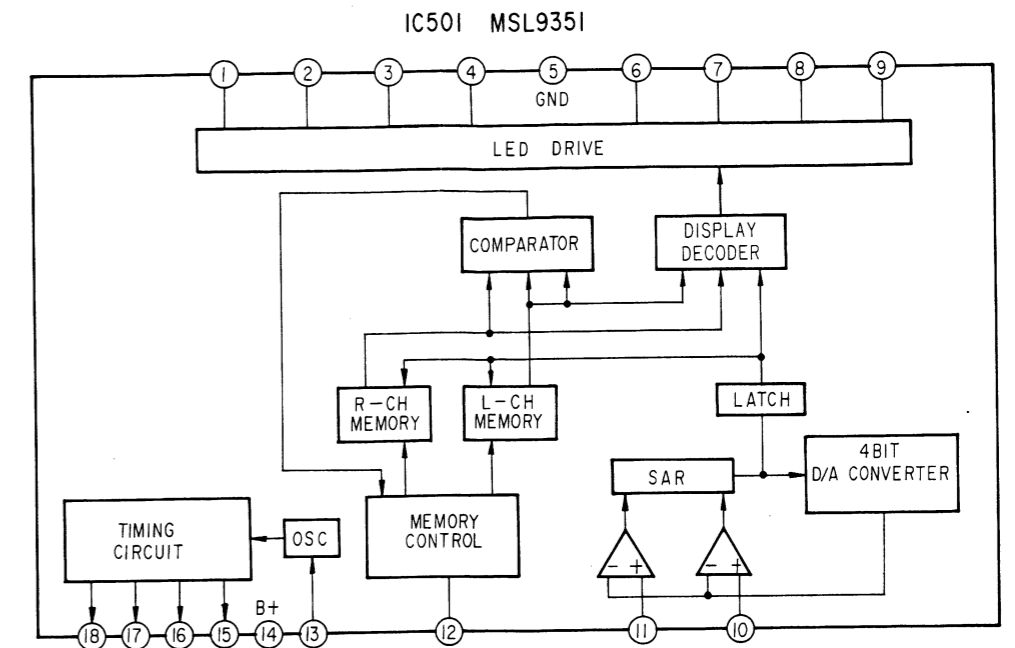 IC501 MSL9351
1 2 3 4 5 6 7 8 9
GND
LED DRIVE
COMPARATOR
DISPLAY
DECODER
R-CH
MEMORY
L-CH
MEMORY
LATCH
4BIT
D/A CONVERTER
SAR
TIMING
CIRCUIT
OSC
MEMORY
CONTROL
- +
- +
B+
18 17 16 15 14 13 12 11 10